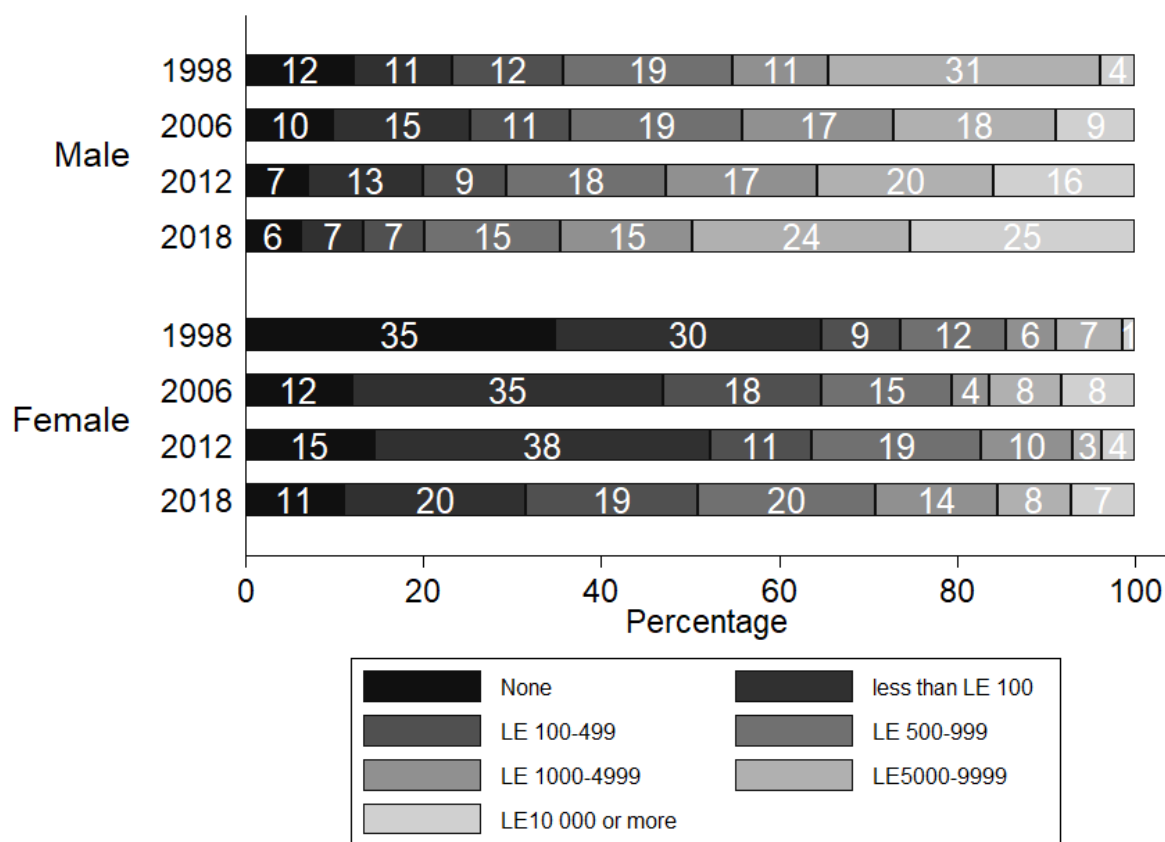 1998 12 11 12 19 11 31 4
2006 10 15 11 19 17 18 9
Male
2012 7 13 9 18 17 20 16
2018 6 7 7 15 15 24 25
1998 35 30 9 12 6 7 1
2006 12 35 18 15 4 8 8
Female
2012 15 38 11 19 10 3 4
2018 11 20 19 20 14 8 7
0 20 40 60 80 100
Percentage
None less than LE 100
LE 100-499 LE 500-999
LE 1000-4999 LE5000-9999
LE10 000 or more